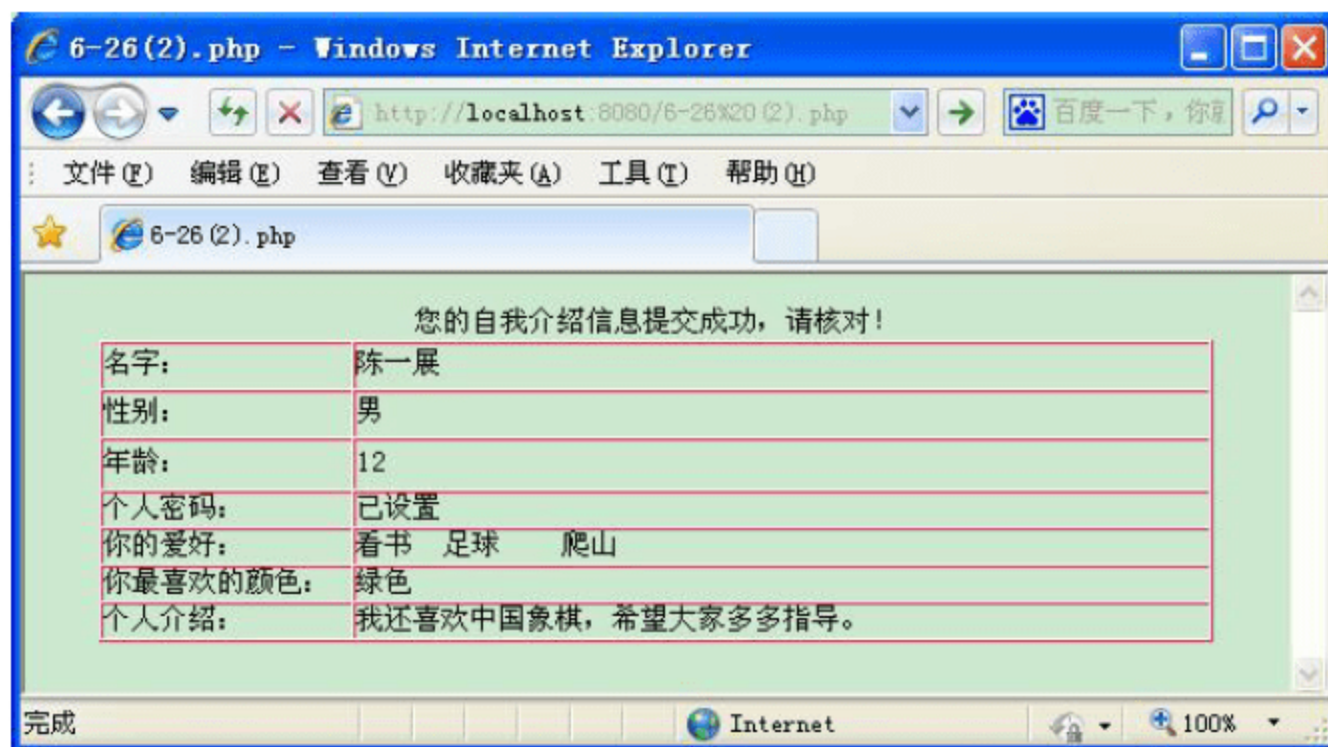 6-26(2).php - Windows Internet Explorer
http://localhost:8080/6-26%20(2).php 百度一下，你就
文件(F) 编辑(E) 查看(V) 收藏夹(A) 工具(T) 帮助(H)
6-26(2).php
您的自我介绍信息提交成功，请核对！
名字： 陈一展
性别： 男
年龄： 12
个人密码： 已设置
你的爱好： 看书 足球 爬山
你最喜欢的颜色： 绿色
个人介绍： 我还喜欢中国象棋，希望大家多多指导。
完成 Internet 100%